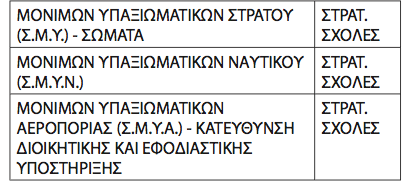 ΜΟΝΙΜΩΝ ΥΠΑΞΙΩΜΑΤΙΚΩΝ ΣΤΡΑΤΟΥ ΣΤΡΑΤ.
(Σ.Μ.Υ.) - ΣΩΜΑΤΑ ΣΧΟΛΕΣ
ΜΟΝΙΜΩΝ ΥΠΑΞΙΩΜΑΤΙΚΩΝ ΝΑΥΤΙΚΟΥ ΣΤΡΑΤ.
(Σ.Μ.Υ.Ν.) ΣΧΟΛΕΣ
ΜΟΝΙΜΩΝ ΥΠΑΞΙΩΜΑΤΙΚΩΝ ΣΤΡΑΤ.
ΑΕΡΟΠΟΡΙΑΣ (Σ.Μ.Υ.Α.) - ΚΑΤΕΥΘΥΝΣΗ ΣΧΟΛΕΣ
ΔΙΟΙΚΗΤΙΚΗΣ ΚΑΙ ΕΦΟΔΙΑΣΤΙΚΗΣ
ΥΠΟΣΤΗΡΙΞΗΣ